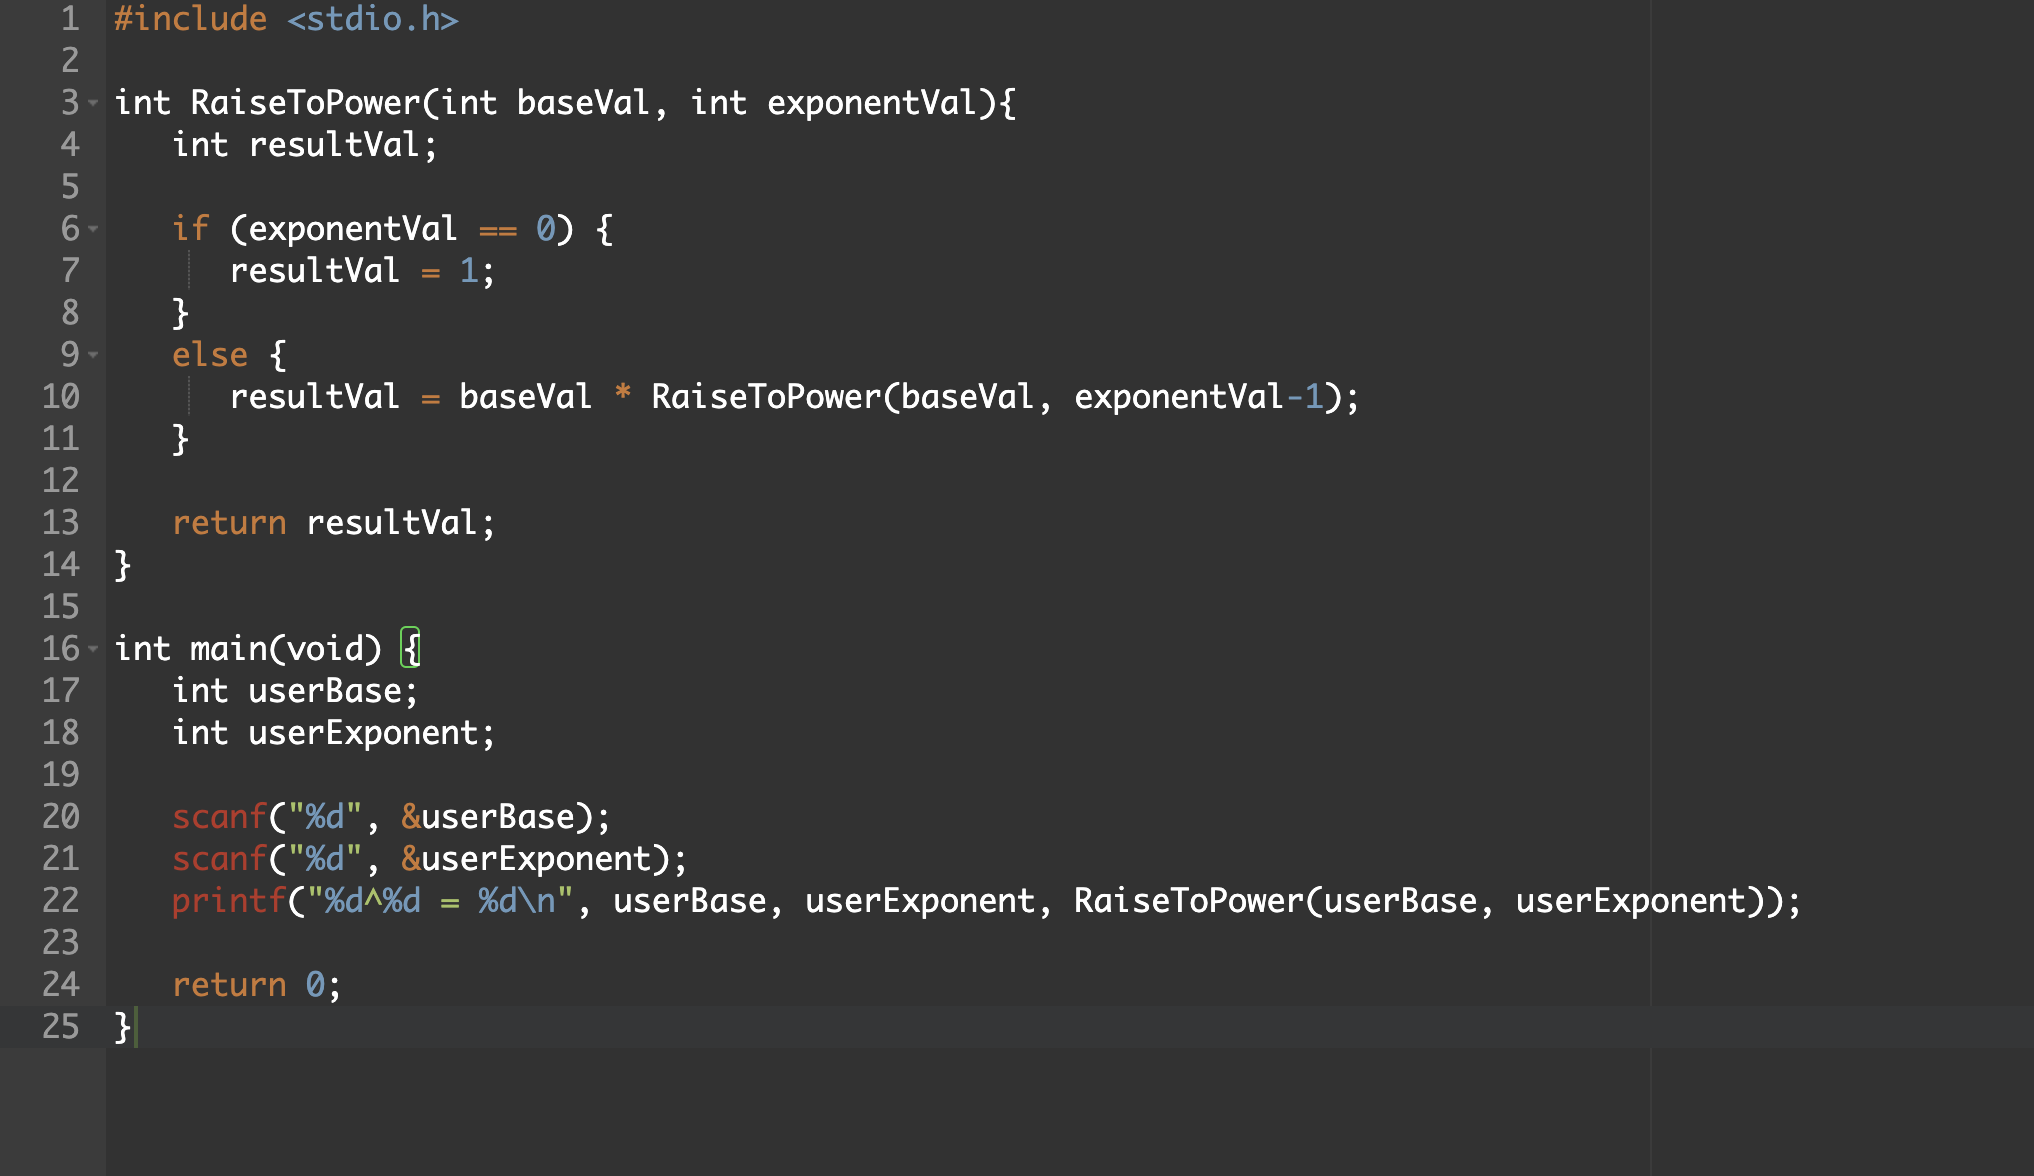 1 #include <stdio.h>
2
3 int RaiseToPower(int baseVal, int exponentVal){
4    int resultVal;
5
6    if (exponentVal == 0) {
7       resultVal = 1;
8    }
9    else {
10       resultVal = baseVal * RaiseToPower(baseVal, exponentVal-1);
11    }
12
13    return resultVal;
14 }
15
16 int main(void) {
17    int userBase;
18    int userExponent;
19
20    scanf("%d", &userBase);
21    scanf("%d", &userExponent);
22    printf("%d^%d = %d\n", userBase, userExponent, RaiseToPower(userBase, userExponent));
23
24    return 0;
25 }